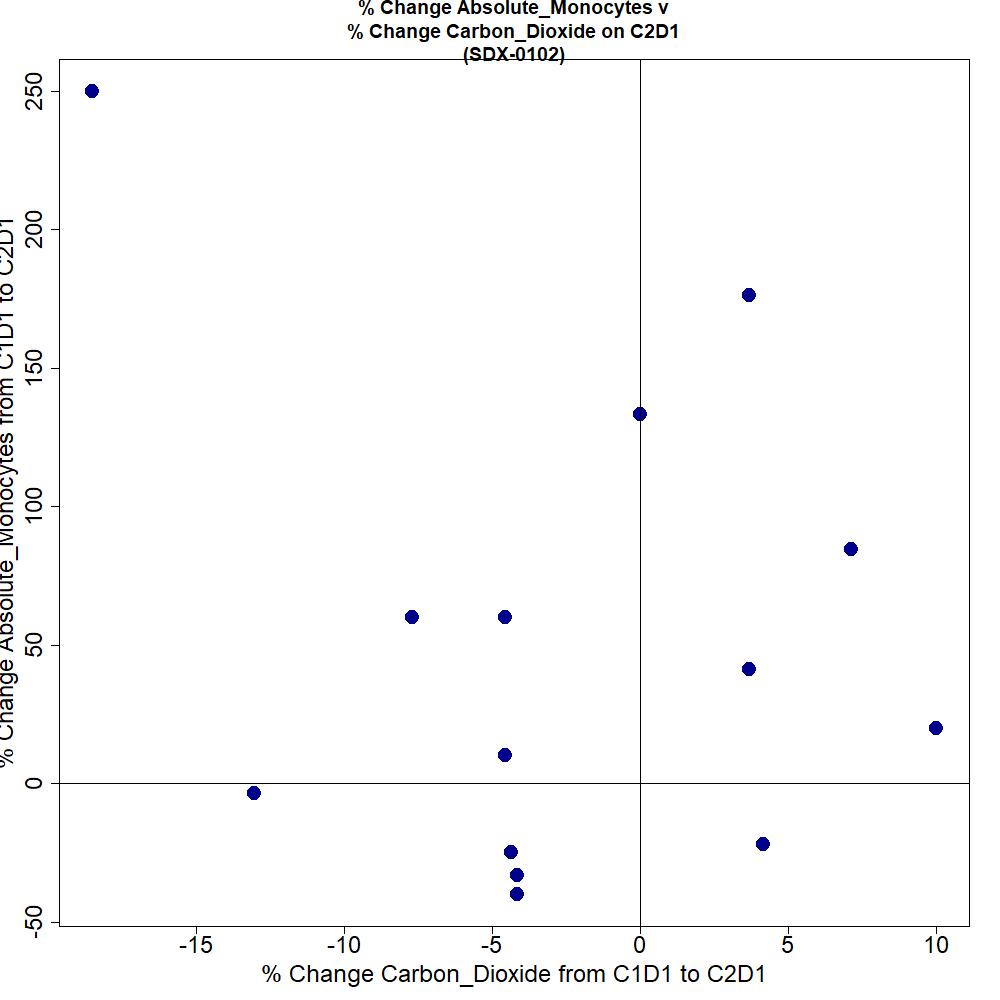 % Change Absolute_Monocytes v
% Change Carbon_Dioxide on C2D1
(SDX-0102)
% Change Absolute_Monocytes from C1D1 to C2D1
250
200
150
100
50
0
-50
-15
-10
-5
0
5
10
% Change Carbon_Dioxide from C1D1 to C2D1